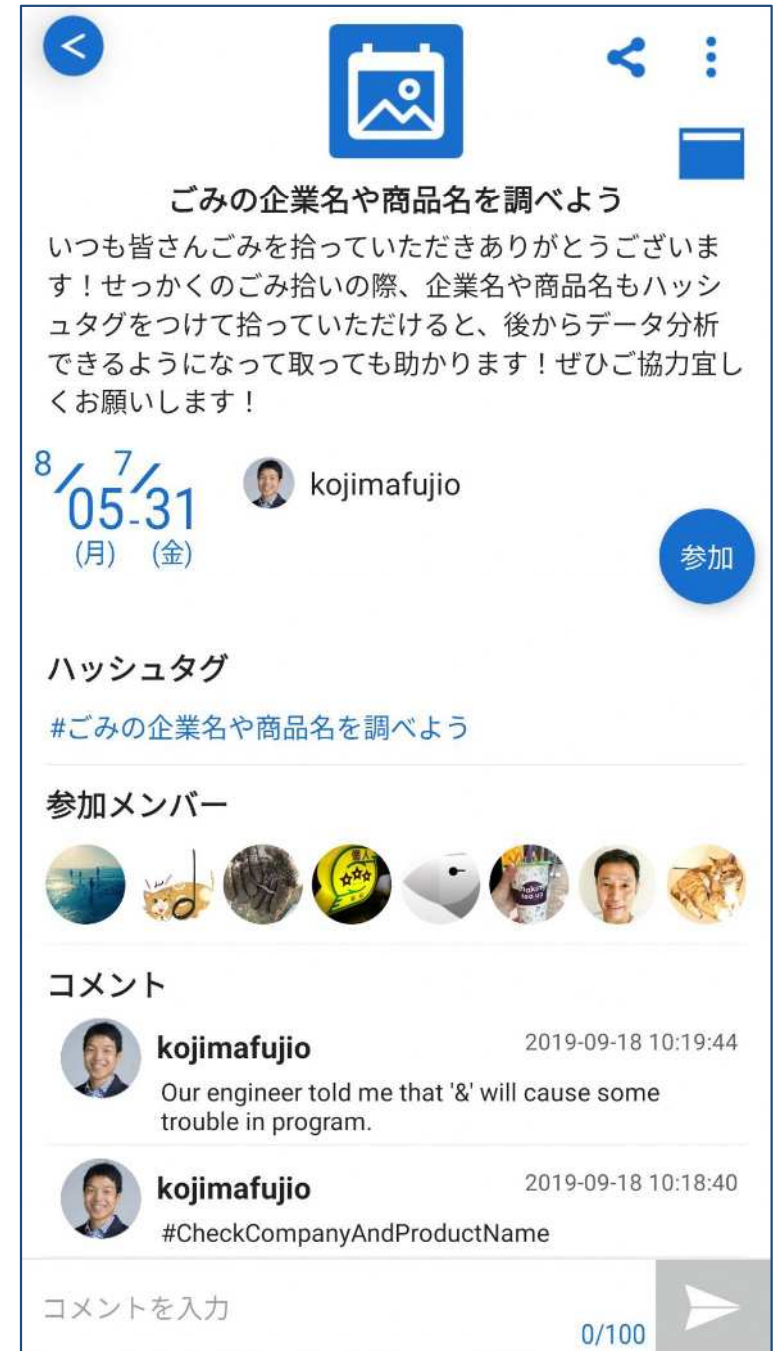 ごみの企業名や商品名を調べよう
いつも皆さんごみを拾っていただきありがとうございま
す！せっかくのごみ拾いの際、企業名や商品名もハッシ
ュタグをつけて拾っていただけると、後からデータ分析
できるようになって取っても助かります！ぜひご協力宜し
くお願いします！
8/05-7/31
(月) (金)
kojimafujio
参加
ハッシュタグ
#ごみの企業名や商品名を調べよう
参加メンバー
個人
making
tea up
コメント
kojimafujio 2019-09-18 10:19:44
Our engineer told me that '&' will cause some
trouble in program.
kojimafujio 2019-09-18 10:18:40
#CheckCompanyAndProductName
コメントを入力
0/100